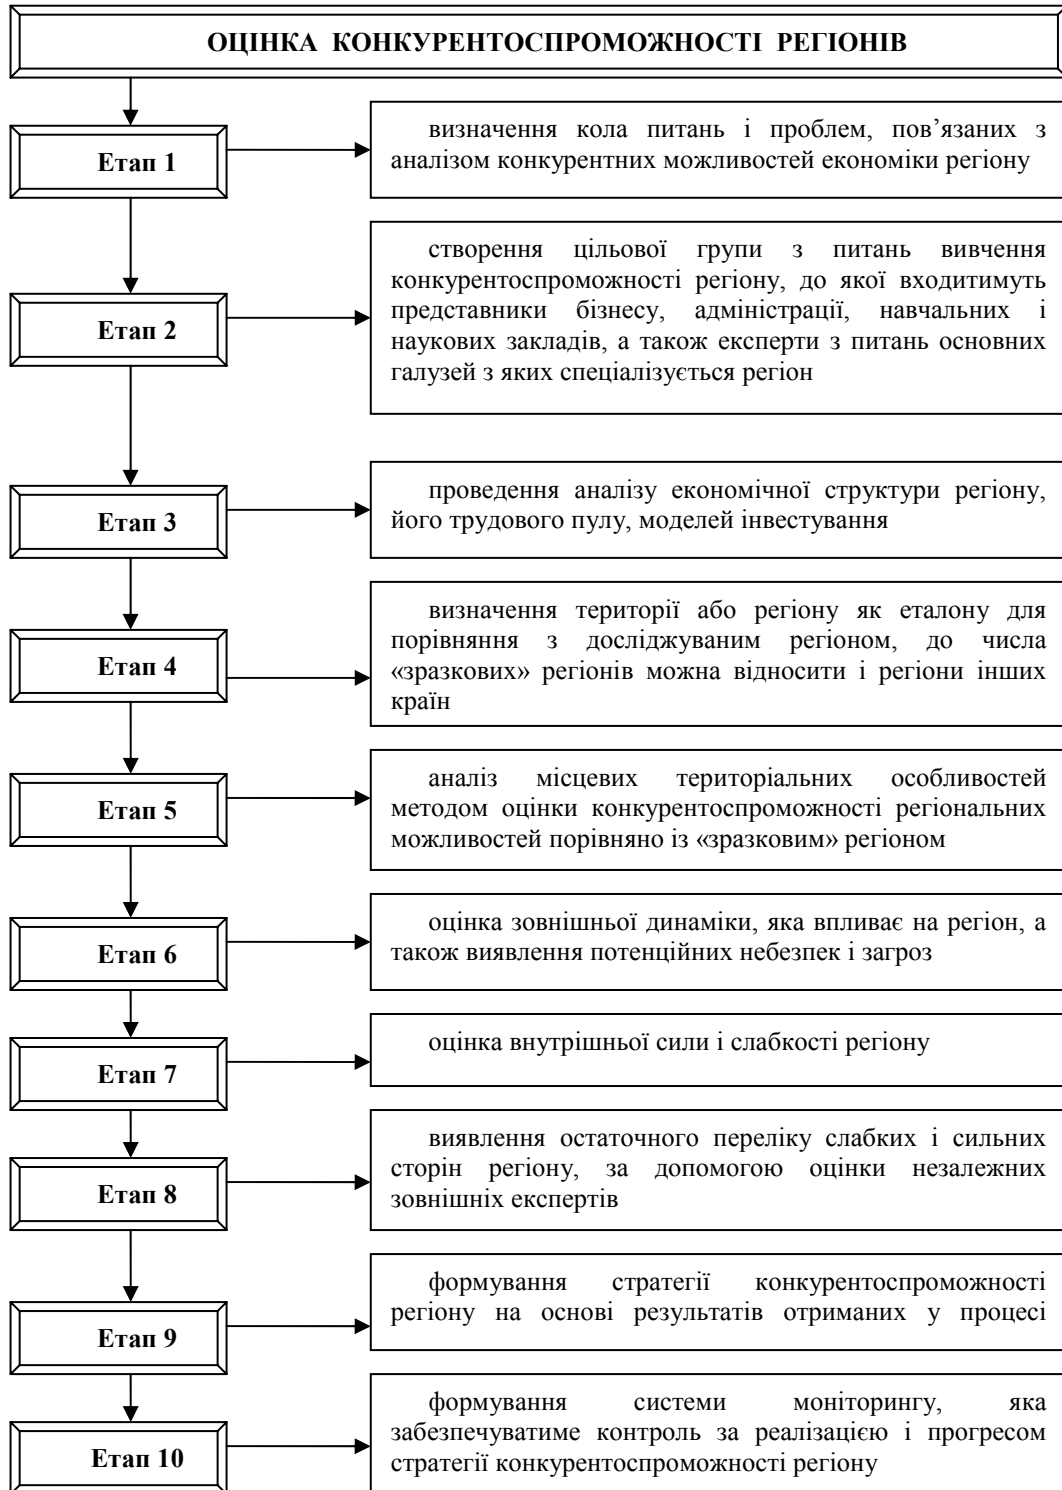 ОЦІНКА КОНКУРЕНТОСПРОМОЖНОСТІ РЕГІОНІВ
Етап 1
визначення кола питань і проблем, пов’язаних з
аналізом конкурентних можливостей економіки регіону
Етап 2
створення цільової групи з питань вивчення
конкурентоспроможності регіону, до якої входитимуть
представники бізнесу, адміністрації, навчальних і
наукових закладів, а також експерти з питань основних
галузей з яких спеціалізується регіон
Етап 3
проведення аналізу економічної структури регіону,
його трудового пулу, моделей інвестування
Етап 4
визначення території або регіону як еталону для
порівняння з досліджуваним регіоном, до числа
«зразкових» регіонів можна відносити і регіони інших
країн
Етап 5
аналіз місцевих територіальних особливостей
методом оцінки конкурентоспроможності регіональних
можливостей порівняно із «зразковим» регіоном
Етап 6
оцінка зовнішньої динаміки, яка впливає на регіон, а
також виявлення потенційних небезпек і загроз
Етап 7
оцінка внутрішньої сили і слабкості регіону
Етап 8
виявлення остаточного переліку слабких і сильних
сторін регіону, за допомогою оцінки незалежних
зовнішніх експертів
Етап 9
формування стратегії конкурентоспроможності
регіону на основі результатів отриманих у процесі
Етап 10
формування системи моніторингу, яка
забезпечуватиме контроль за реалізацією і прогресом
стратегії конкурентоспроможності регіону